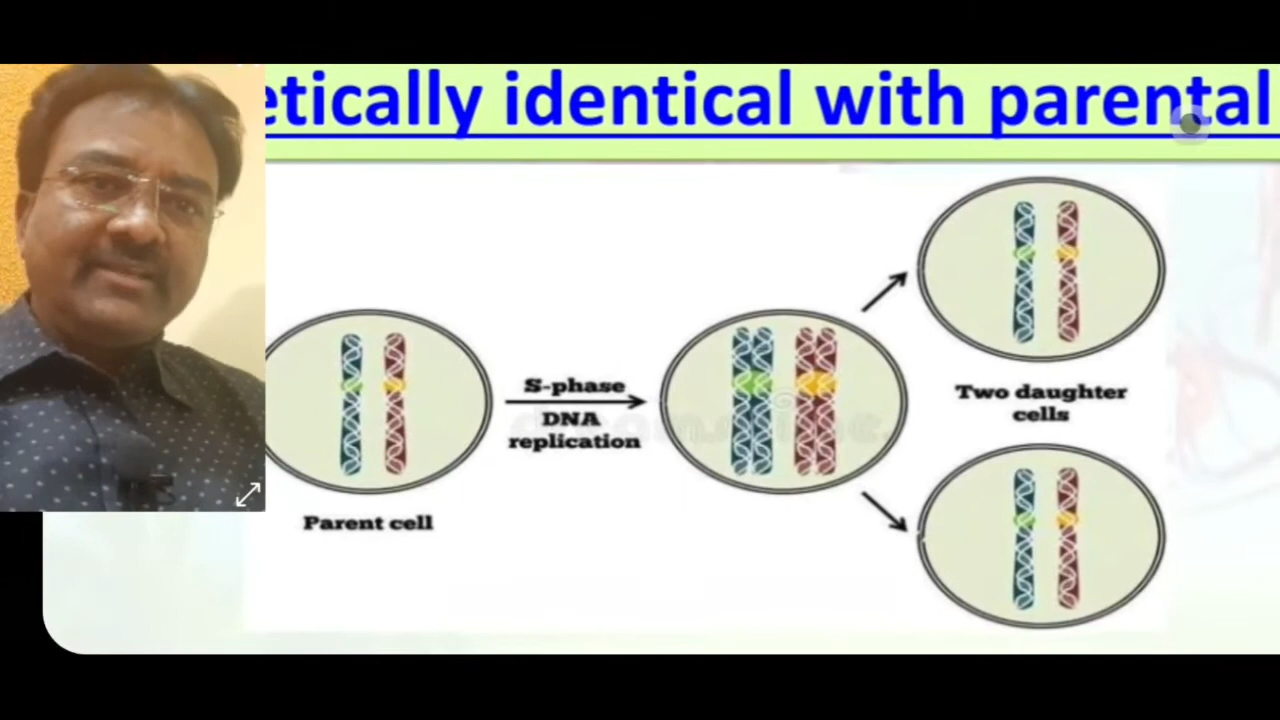 etically identical with parental
S-phase
DNA
replication
Parent cell
Two daughter
cells